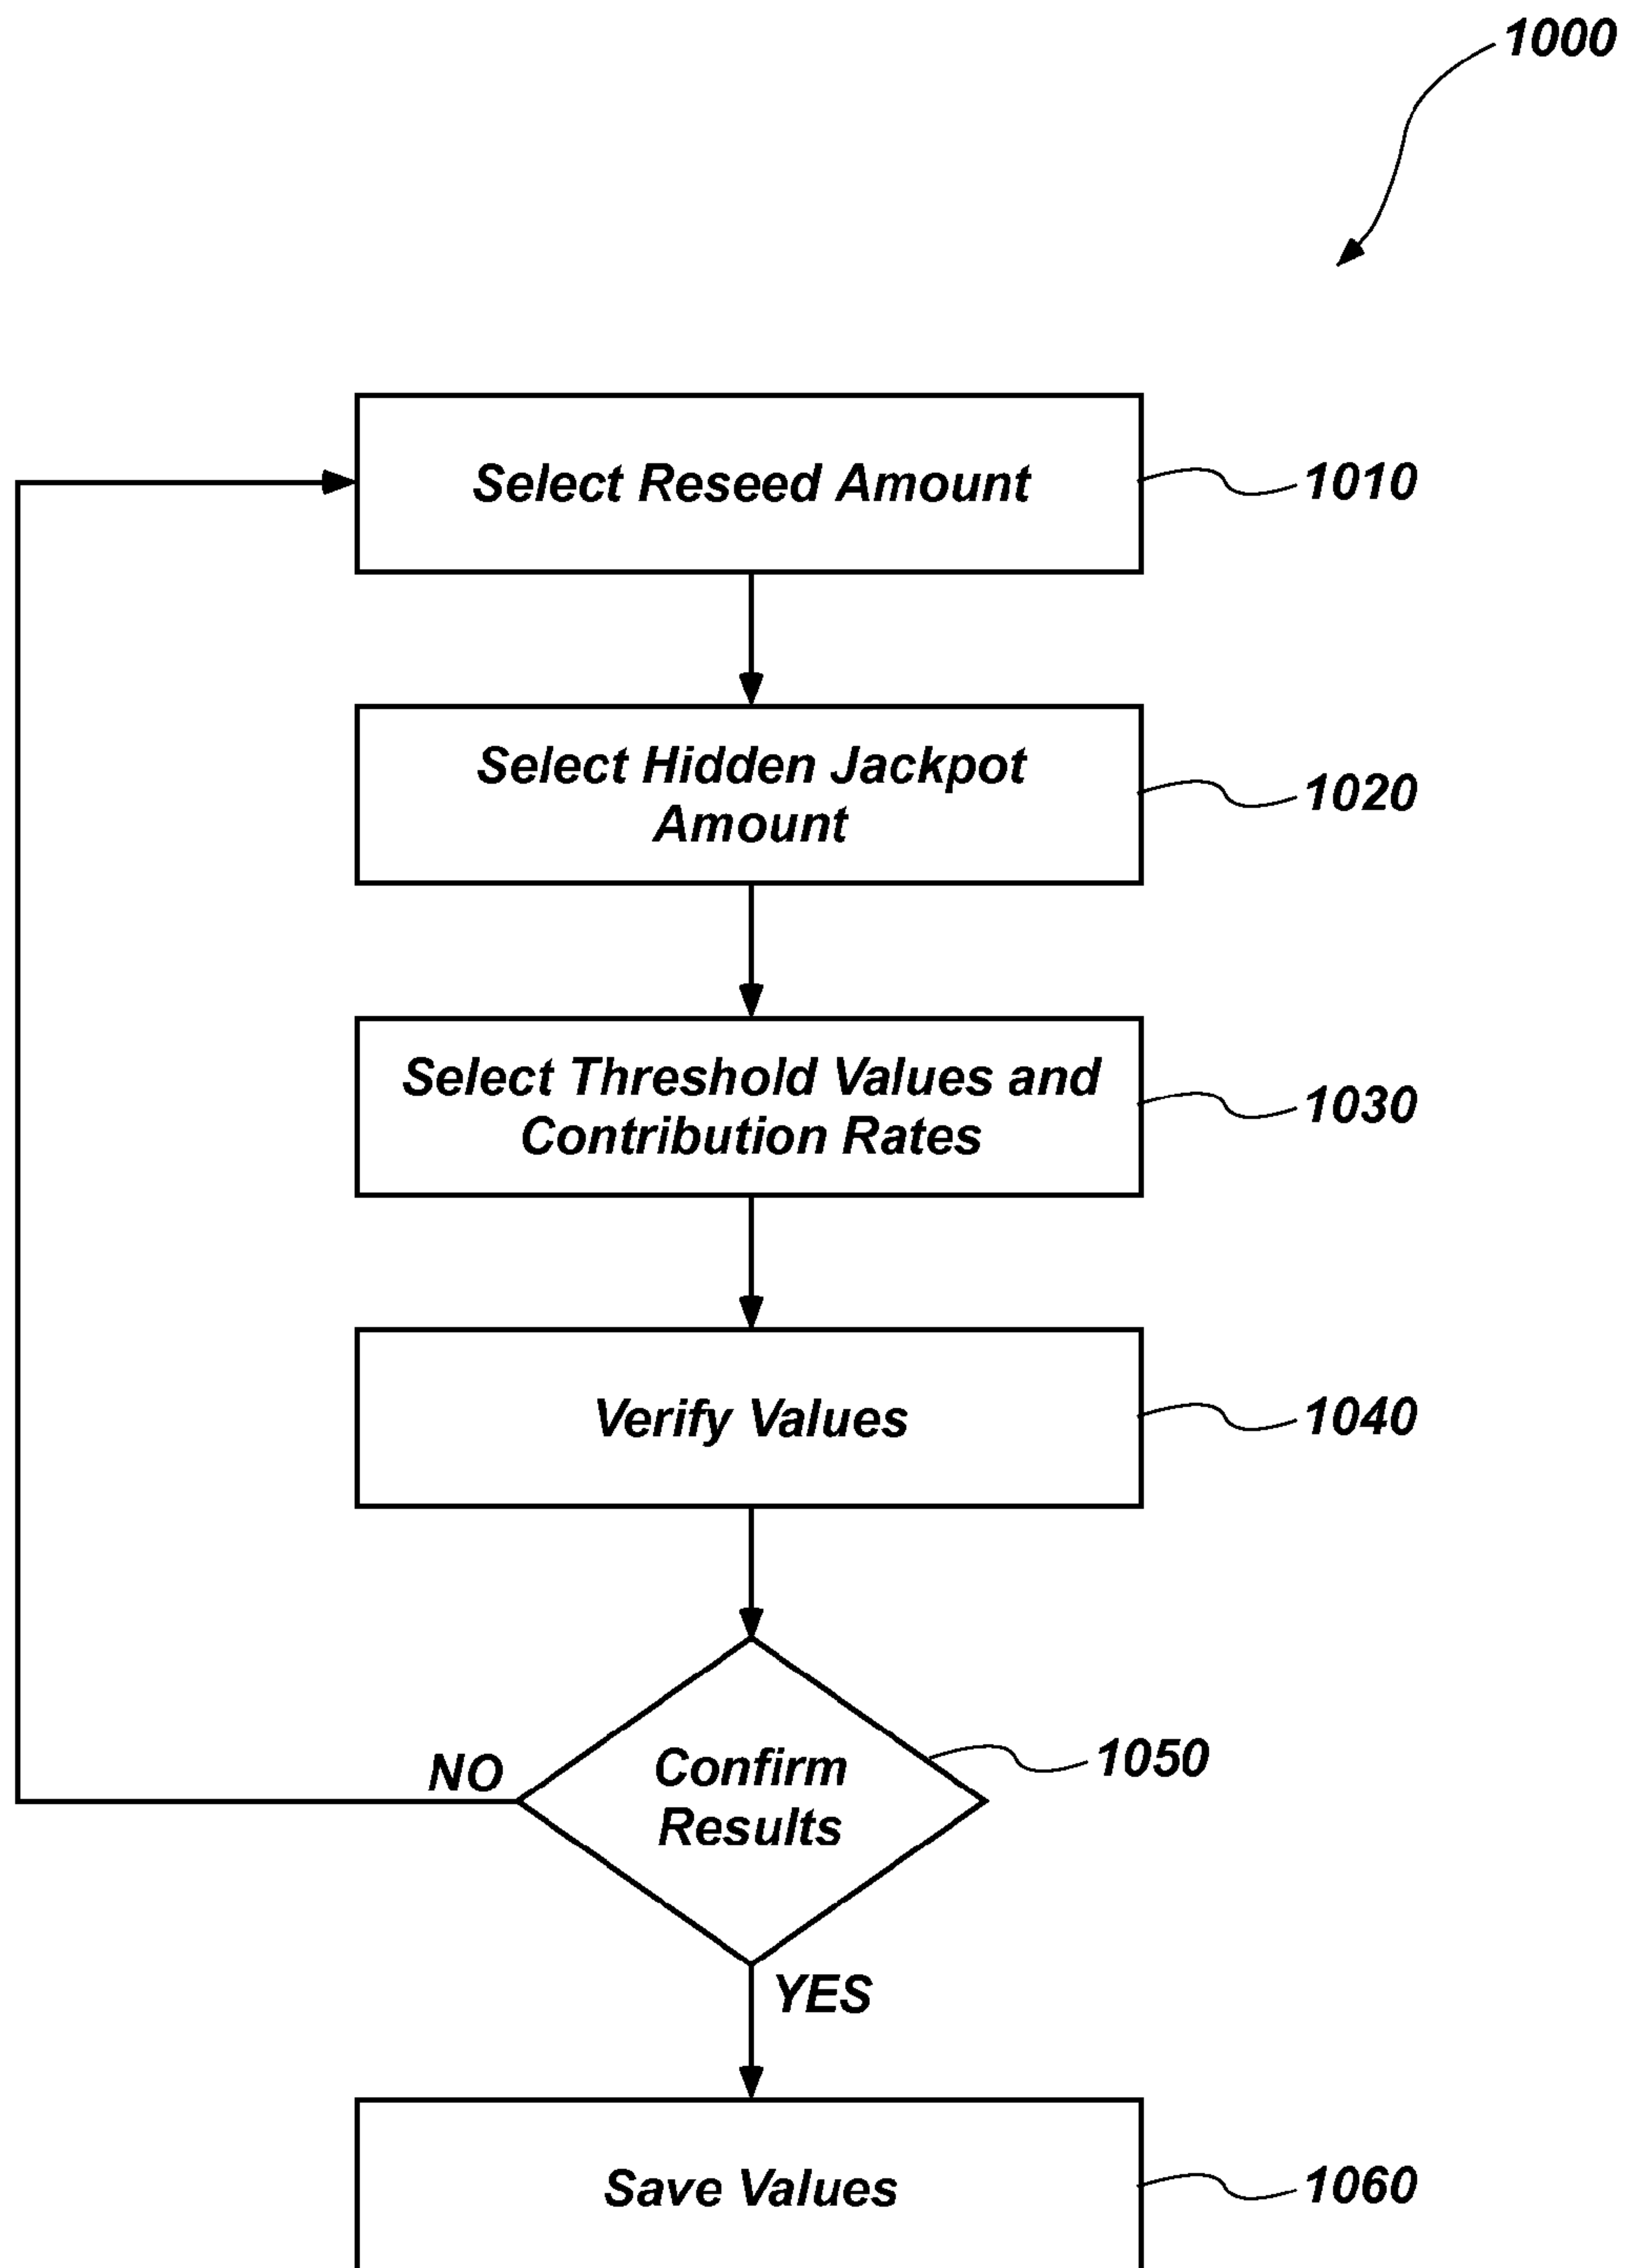 1000
Select Reseed Amount
1010
Select Hidden Jackpot
Amount
1020
Select Threshold Values and
Contribution Rates
1030
Verify Values
1040
Confirm
Results
1050
NO
YES
Save Values
1060